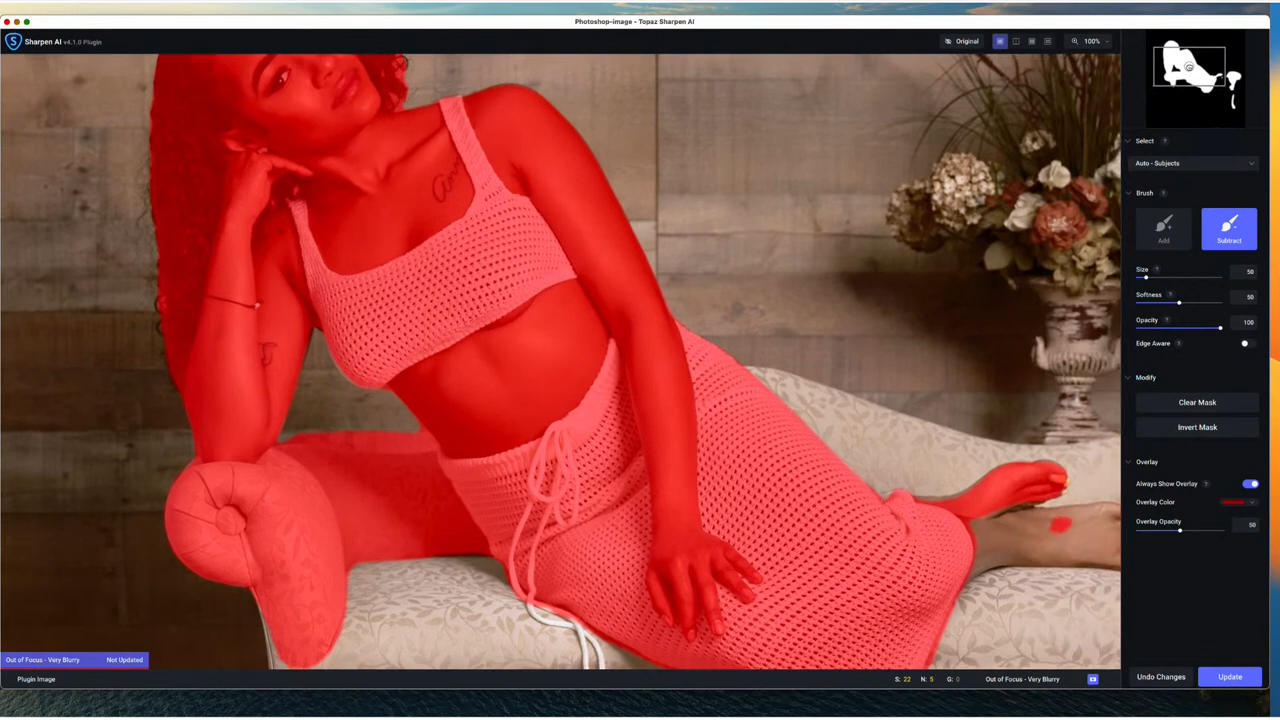 Photoshop-image - Topaz Sharpen AI
Sharpen AI v4.1.0 Plugin
Original
100%
Select ?
Auto - Subjects
Brush ?
Add
Subtract
Size ? 50
Softness ? 50
Opacity ? 100
Edge Aware ?
Modify
Clear Mask
Invert Mask
Overlay
Always Show Overlay ?
Overlay Color
Overlay Opacity 50
Out of Focus - Very Blurry Not Updated
Plugin Image
S: 22 N: 5 G: 0 Out of Focus - Very Blurry
Undo Changes Update